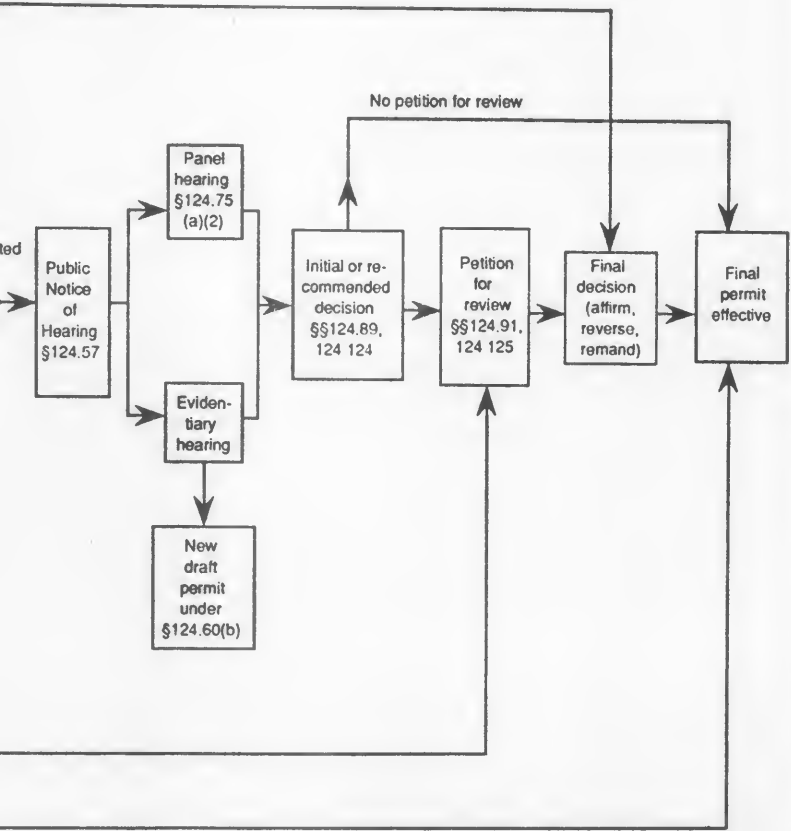 No petition for review
Panel
hearing
§124.75
(a)(2)
Public
Notice
of
Hearing
§124.57
Initial or re-
commended
decision
§§124.89,
124 124
Petition
for
review
§§124.91,
124 125
Final
decision
(affirm,
reverse,
remand)
Final
permit
effective
Eviden-
tiary
hearing
New
draft
permit
under
§124.60(b)